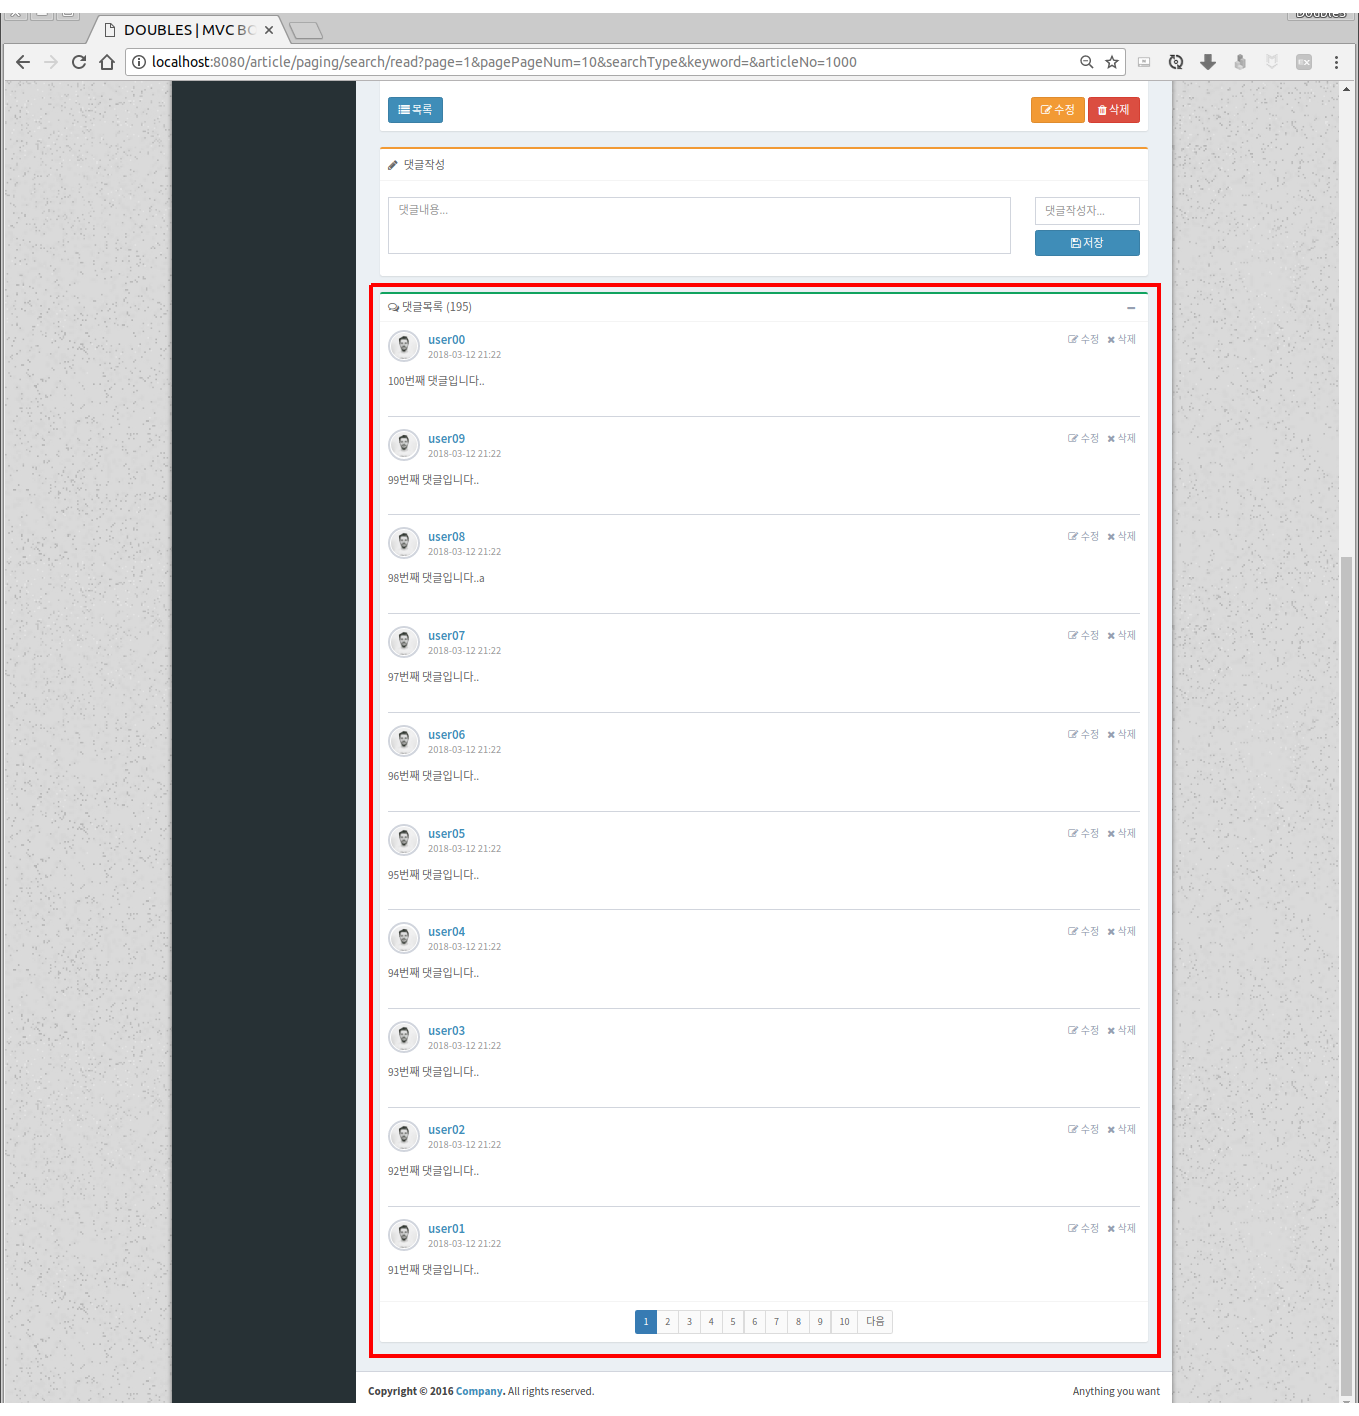 DOUBLES | MVC BO
localhost:8080/article/paging/search/read?page=1&pagePageNum=10&searchType&keyword=&articleNo=1000
목록 수정 삭제
댓글작성
댓글내용... 댓글작성자...
저장
댓글목록 (195)
user00 수정 삭제
2018-03-12 21:22
100번째 댓글입니다..
user09 수정 삭제
2018-03-12 21:22
99번째 댓글입니다..
user08 수정 삭제
2018-03-12 21:22
98번째 댓글입니다..a
user07 수정 삭제
2018-03-12 21:22
97번째 댓글입니다..
user06 수정 삭제
2018-03-12 21:22
96번째 댓글입니다..
user05 수정 삭제
2018-03-12 21:22
95번째 댓글입니다..
user04 수정 삭제
2018-03-12 21:22
94번째 댓글입니다..
user03 수정 삭제
2018-03-12 21:22
93번째 댓글입니다..
user02 수정 삭제
2018-03-12 21:22
92번째 댓글입니다..
user01 수정 삭제
2018-03-12 21:22
91번째 댓글입니다..
1 2 3 4 5 6 7 8 9 10 다음
Copyright © 2016 Company. All rights reserved. Anything you want